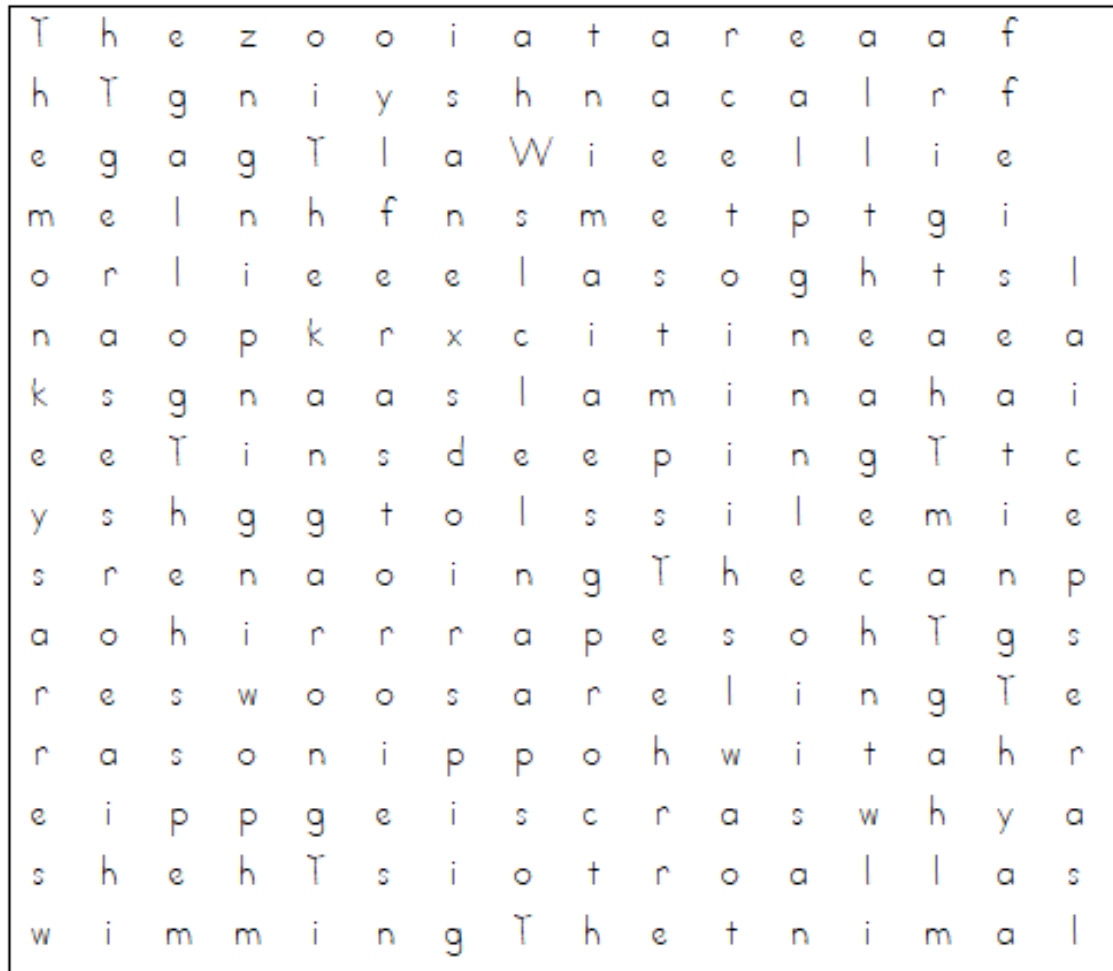 T h e z o o i a t a r e a a f
h T g n i y s h n a c a l r f
e g a g T l a W i e e l l i e
m e l n h f n s m e t p t g i
o r l i e e e l a s o g h t s l
n a o p k r x c i t i n e a e a
k s g n a a s l a m i n a h a i
e e T i n s d e e p i n g T t c
y s h g g t o l s s i l e m i e
s r e n a o i n g T h e c a n p
a o h i r r r a p e s o h T g s
r e s w o o s a r e l i n g T e
r a s o n i p p o h w i t a h r
e i p p g e i s c r a s w h y a
s h e h T s i o t r o a l l a s
w i m m i n g T h e t n i m a l